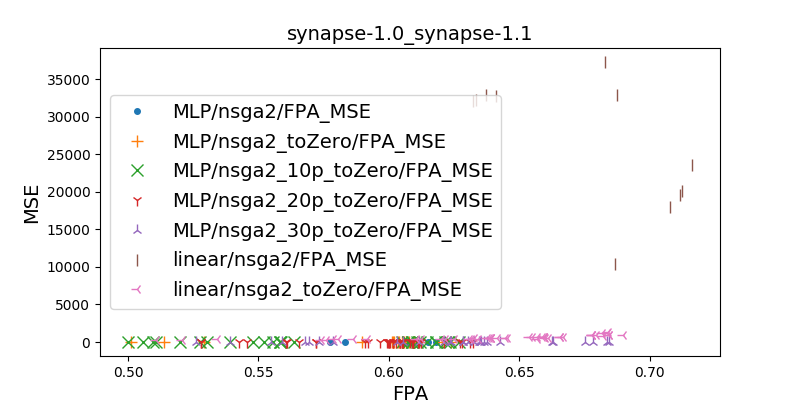 synapse-1.0_synapse-1.1
35000
30000
25000
20000
15000
10000
5000
0
MSE
MLP/nsga2/FPA_MSE
MLP/nsga2_toZero/FPA_MSE
MLP/nsga2_10p_toZero/FPA_MSE
MLP/nsga2_20p_toZero/FPA_MSE
MLP/nsga2_30p_toZero/FPA_MSE
linear/nsga2/FPA_MSE
linear/nsga2_toZero/FPA_MSE
0.50 0.55 0.60 0.65 0.70
FPA